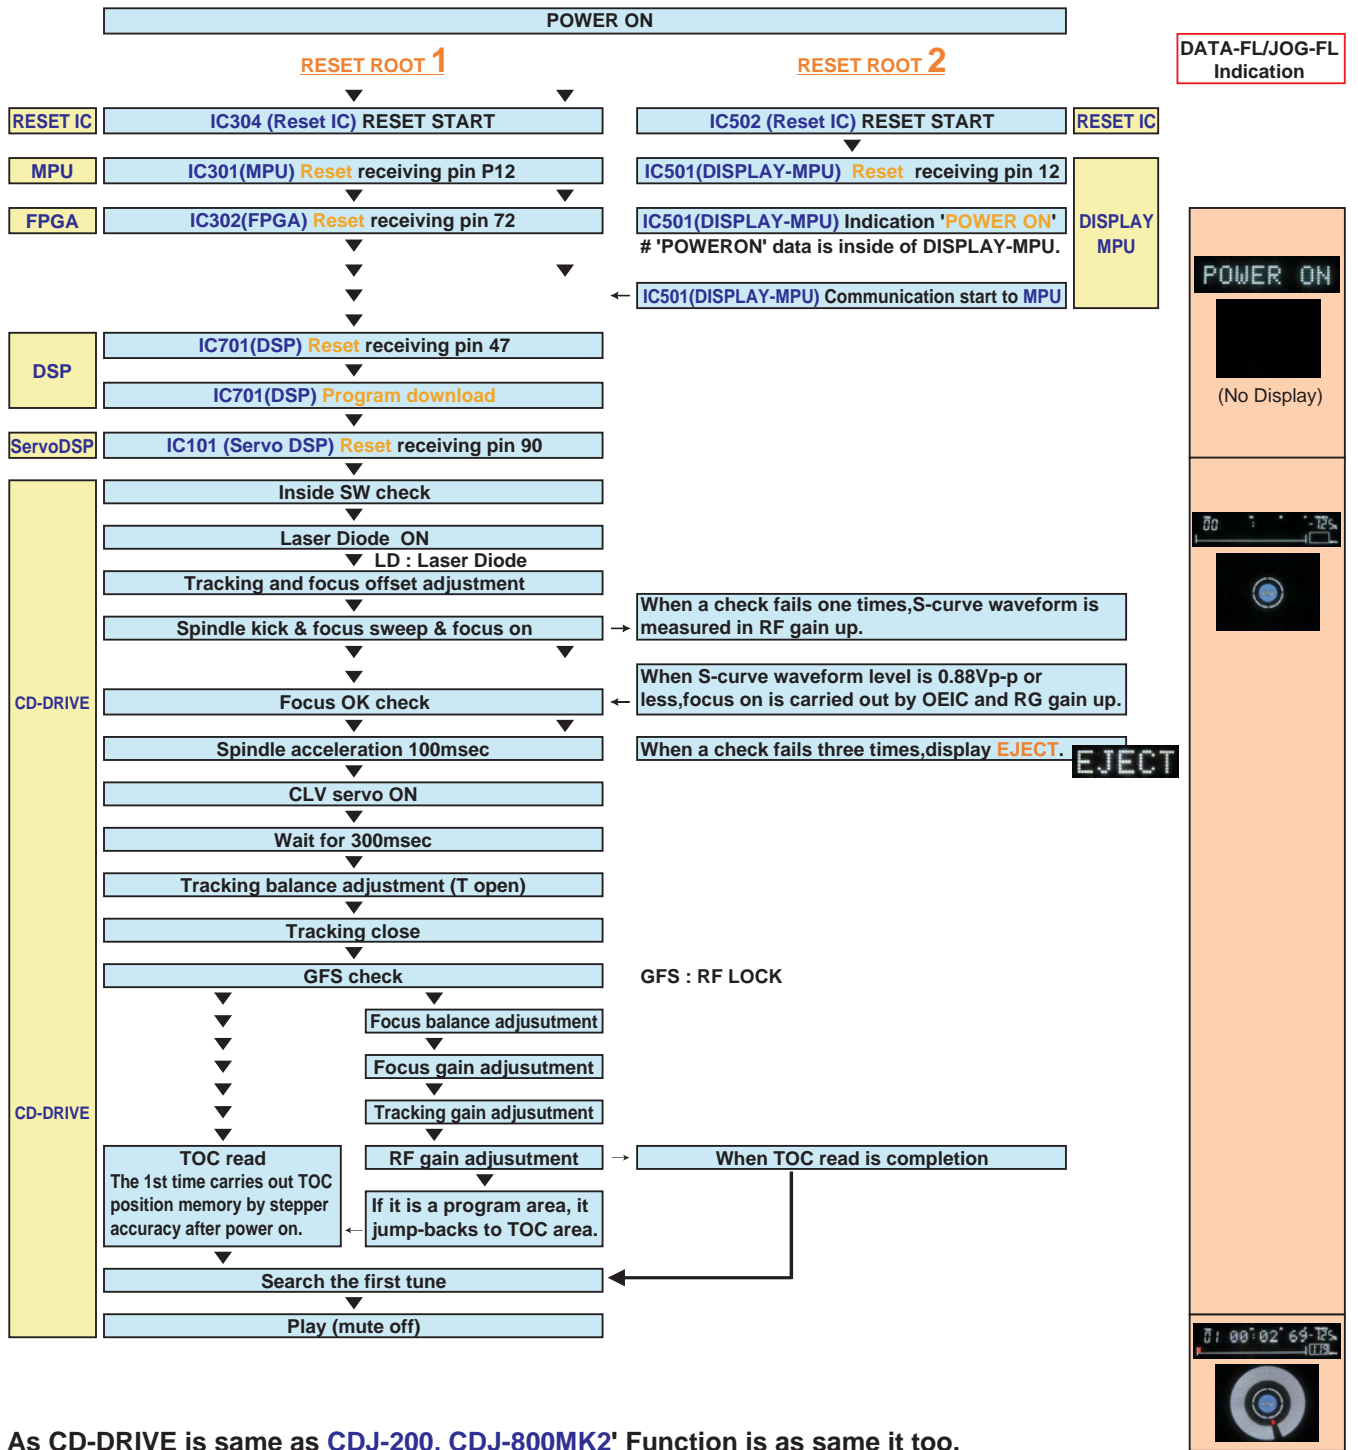 POWER ON
RESET ROOT 1
RESET ROOT 2
DATA-FL/JOG-FL
Indication
RESET IC
IC304 (Reset IC) RESET START
IC502 (Reset IC) RESET START
RESET IC
MPU
IC301(MPU) Reset receiving pin P12
IC501(DISPLAY-MPU) Reset receiving pin 12
FPGA
IC302(FPGA) Reset receiving pin 72
IC501(DISPLAY-MPU) Indication 'POWER ON'
DISPLAY
MPU
# 'POWERON' data is inside of DISPLAY-MPU.
POWER ON
IC501(DISPLAY-MPU) Communication start to MPU
DSP
IC701(DSP) Reset receiving pin 47
IC701(DSP) Program download
(No Display)
ServoDSP
IC101 (Servo DSP) Reset receiving pin 90
Inside SW check
Laser Diode ON
LD : Laser Diode
Tracking and focus offset adjustment
Spindle kick & focus sweep & focus on
When a check fails one times,S-curve waveform is
measured in RF gain up.
CD-DRIVE
Focus OK check
When S-curve waveform level is 0.88Vp-p or
less,focus on is carried out by OEIC and RG gain up.
Spindle acceleration 100msec
When a check fails three times,display EJECT.
EJECT
CLV servo ON
Wait for 300msec
Tracking balance adjustment (T open)
Tracking close
GFS check
GFS : RF LOCK
Focus balance adjusutment
Focus gain adjusutment
CD-DRIVE
Tracking gain adjusutment
TOC read
The 1st time carries out TOC
position memory by stepper
accuracy after power on.
RF gain adjusutment
When TOC read is completion
If it is a program area, it
jump-backs to TOC area.
Search the first tune
Play (mute off)
01 00 02 69
As CD-DRIVE is same as CDJ-200, CDJ-800MK2' Function is as same it too.